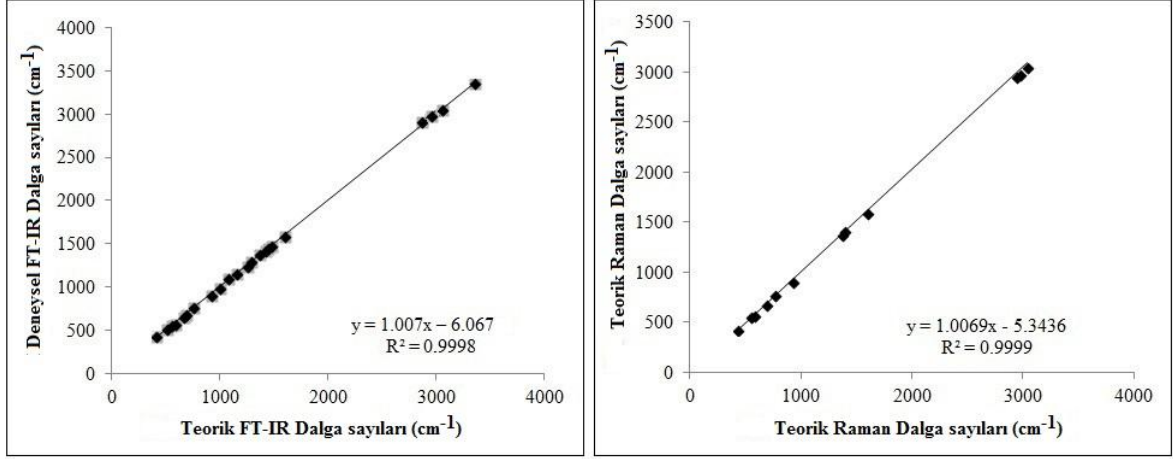 Deneysel FT-IR Dalga sayıları (cm-1)
4000
3500
3000
2500
2000
1500
1000
500
0
y = 1.007x – 6.067
R² = 0.9998
0 1000 2000 3000 4000
Teorik FT-IR Dalga sayıları (cm-1)
Teorik Raman Dalga sayıları (cm-1)
3500
3000
2500
2000
1500
1000
500
0
y = 1.0069x - 5.3436
R² = 0.9999
0 1000 2000 3000 4000
Teorik Raman Dalga sayıları (cm-1)